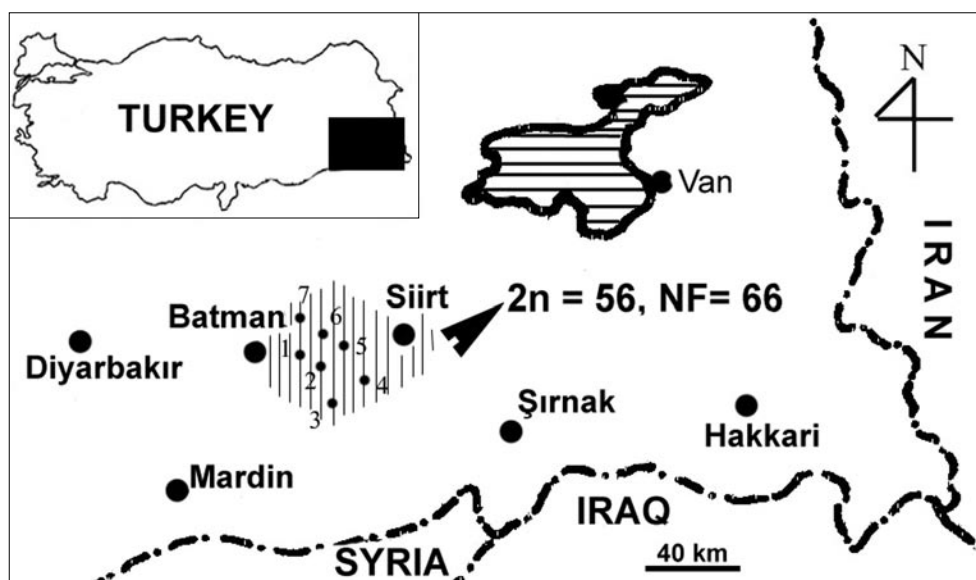 TURKEY
N
Van
IRAN
2n = 56, NF= 66
Siirt
Batman
Diyarbakır
7
6
1
5
2
4
3
Şırnak
Hakkari
Mardin
IRAQ
SYRIA
40 km